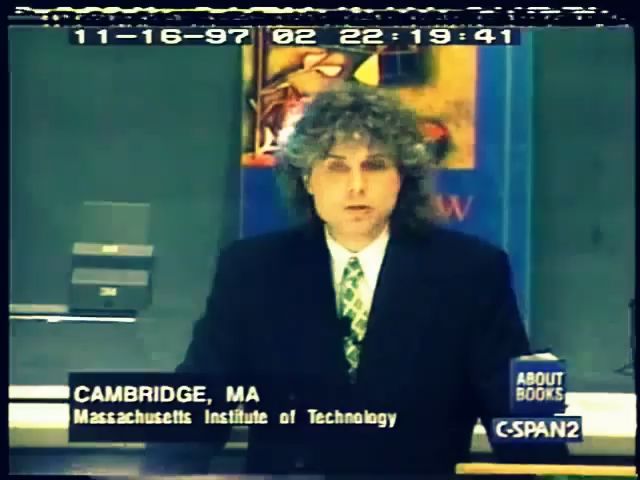 11-16-97 02 22:19:41
W
CAMBRIDGE, MA
Massachusetts Institute of Technology
ABOUT
BOOKS
C-SPAN2